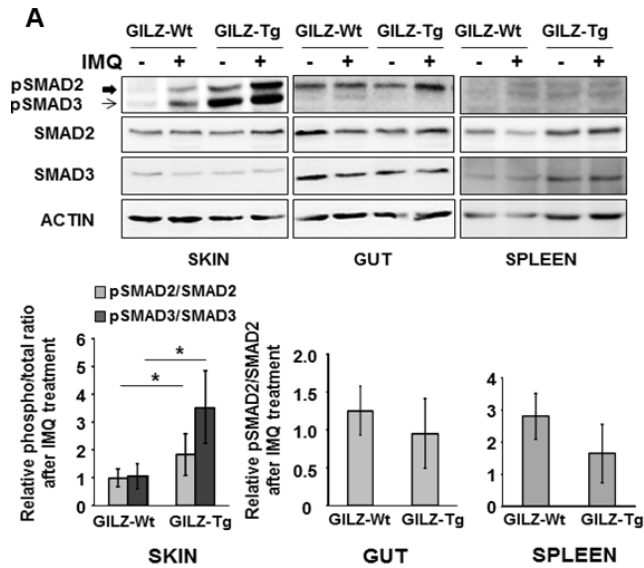 A
GILZ-Wt GILZ-Tg GILZ-Wt GILZ-Tg GILZ-Wt GILZ-Tg
IMQ - + - + - + - + - + - +
pSMAD2
pSMAD3
SMAD2
SMAD3
ACTIN
SKIN GUT SPLEEN
pSMAD2/SMAD2
pSMAD3/SMAD3
Relative phospho/total ratio
after IMQ treatment
6
5
4
3
2
1
0
*
*
GILZ-Wt GILZ-Tg
SKIN
Relative pSMAD2/SMAD2
after IMQ treatment
2.0
1.5
1.0
0.5
0.0
GILZ-Wt GILZ-Tg
GUT
4
3
2
1
0
GILZ-Wt GILZ-Tg
SPLEEN